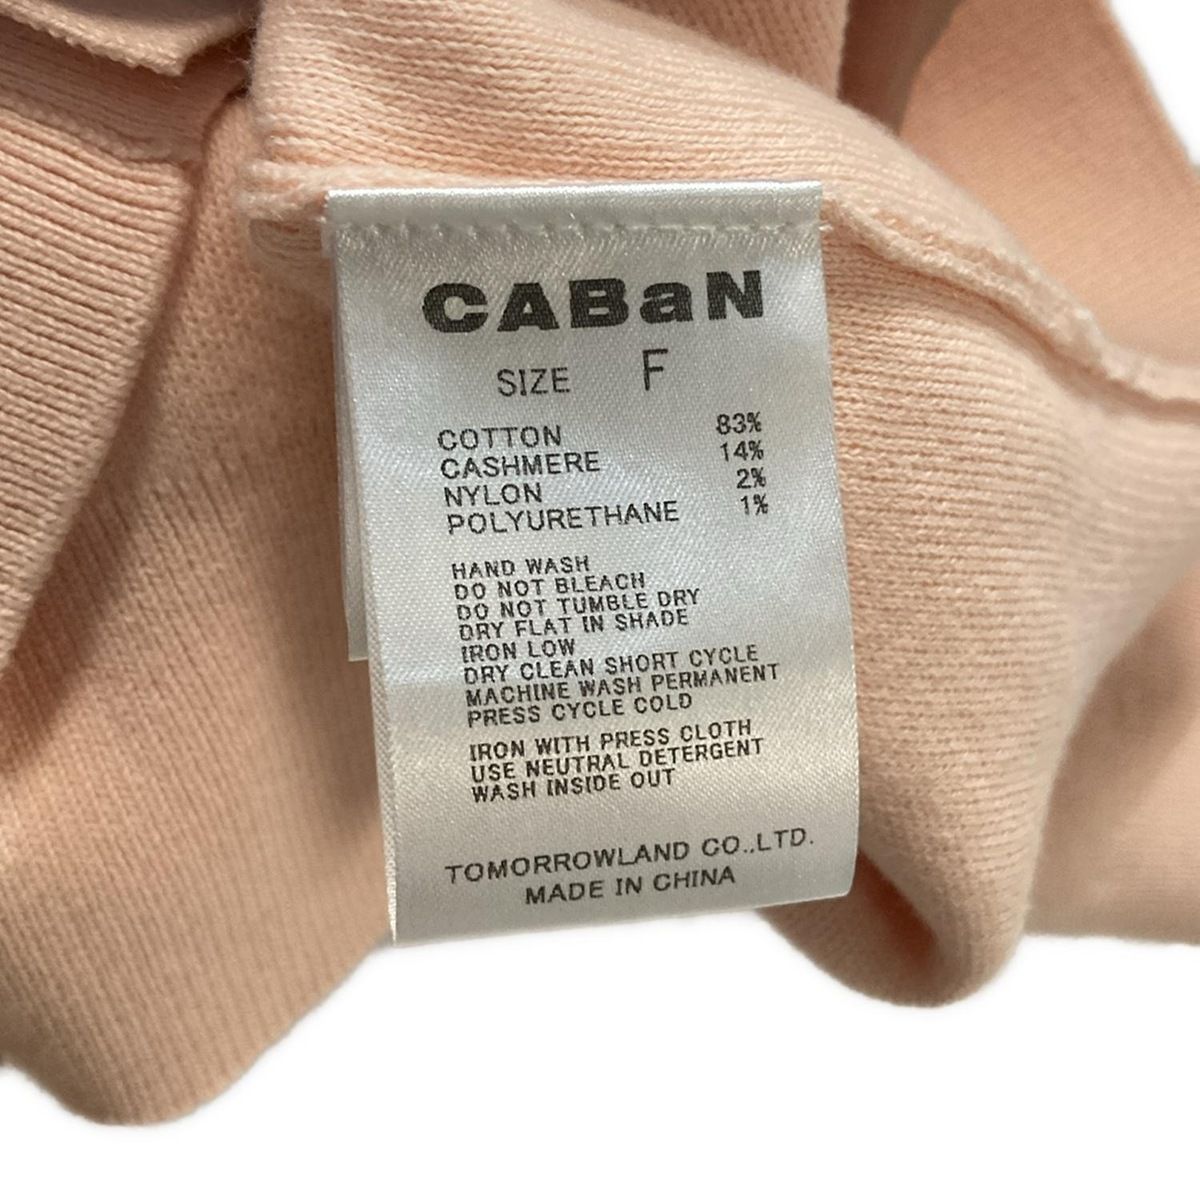 CABaN
SIZE F
COTTON 83%
CASHMERE 14%
NYLON 2%
POLYURETHANE 1%
HAND WASH
DO NOT BLEACH
DO NOT TUMBLE DRY
DRY FLAT IN SHADE
IRON LOW
DRY CLEAN SHORT CYCLE
MACHINE WASH PERMANENT
PRESS CYCLE COLD
IRON WITH PRESS CLOTH
USE NEUTRAL DETERGENT
WASH INSIDE OUT
TOMORROWLAND CO.,LTD.
MADE IN CHINA